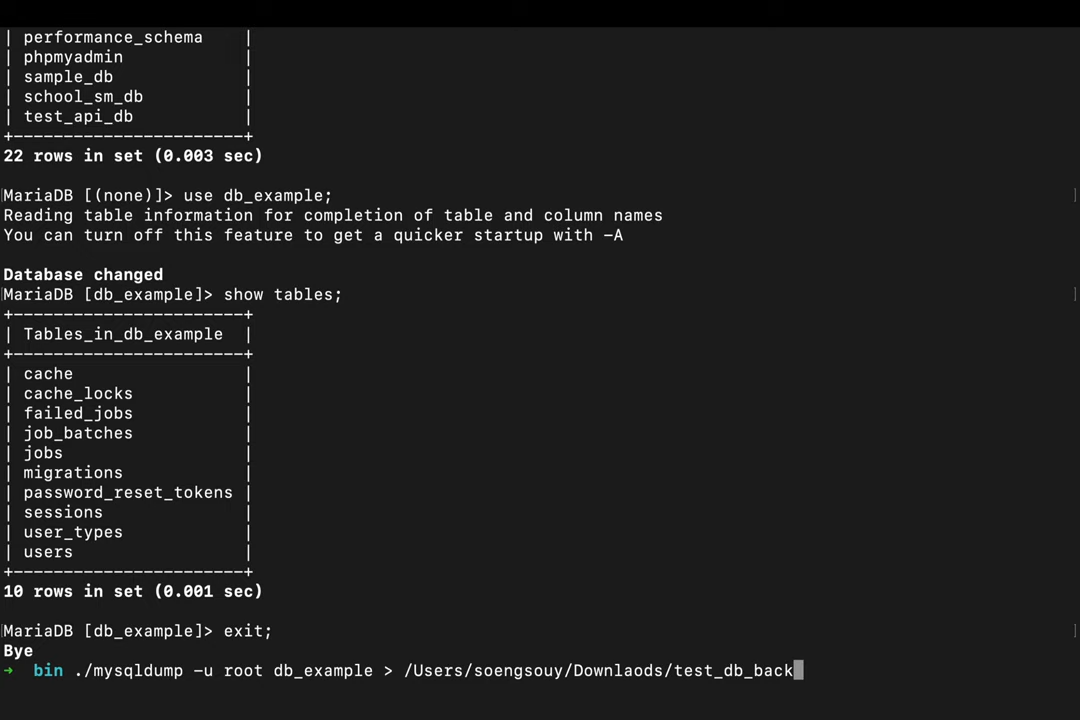 | performance_schema    |
| phpmyadmin            |
| sample_db             |
| school_sm_db          |
| test_api_db           |
+-----------------------+
22 rows in set (0.003 sec)
MariaDB [(none)]> use db_example;
Reading table information for completion of table and column names
You can turn off this feature to get a quicker startup with -A
Database changed
MariaDB [db_example]> show tables;
+-----------------------+
| Tables_in_db_example  |
+-----------------------+
| cache                 |
| cache_locks           |
| failed_jobs           |
| job_batches           |
| jobs                  |
| migrations            |
| password_reset_tokens |
| sessions              |
| user_types            |
| users                 |
+-----------------------+
10 rows in set (0.001 sec)
MariaDB [db_example]> exit;
Bye
➜  bin ./mysqldump -u root db_example > /Users/soengsouy/Downlaods/test_db_back